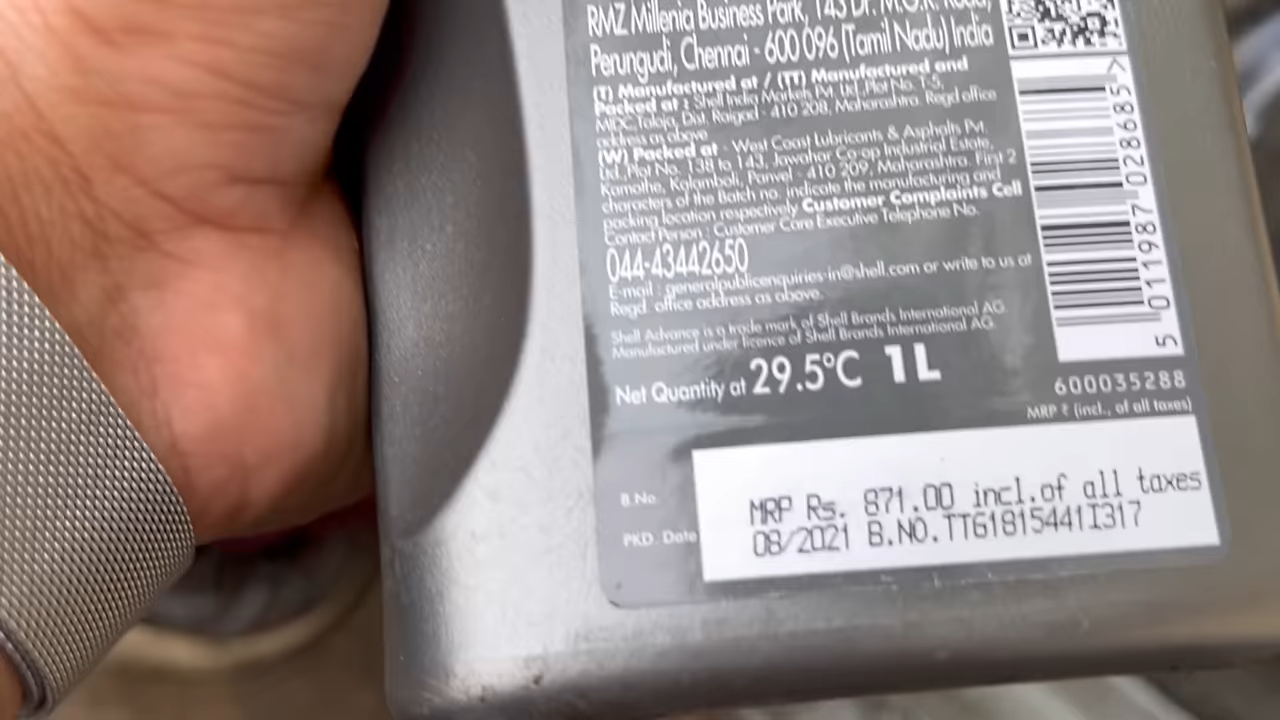 RMZ Millenia Business Park, 143 Dr. M.G.R. Road,
Perungudi, Chennai - 600 096 (Tamil Nadu) India
(T) Manufactured at / (TT) Manufactured and
Packed at : Shell India Markets Pvt. Ltd., Plot No. T-5,
MIDC Taloja, Dist. Raigad - 410 208, Maharashtra. Regd office
address as above
(W) Packed at - West Coast Lubricants & Asphalts Pvt.
Ltd., Plot No. 138 to 143, Jawahar Co-op Industrial Estate,
Kamothe, Kalamboli, Panvel - 410 209, Maharashtra. First 2
characters of the Batch no. indicate the manufacturing and
packing location respectively Customer Complaints Cell
Contact Person : Customer Care Executive Telephone No.
044-43442650
E-mail : generalpublicenquiries-in@shell.com or write to us at
Regd. office address as above.
Shell Advance is a trade mark of Shell Brands International AG.
Manufactured under licence of Shell Brands International AG.
Net Quantity at 29.5°C 1L
5 011987 028685 >
600035288
MRP ₹ (incl., of all taxes)
B.No.
PKD. Date
MRP Rs. 871.00 incl.of all taxes
08/2021 B.NO.TT61815441I317